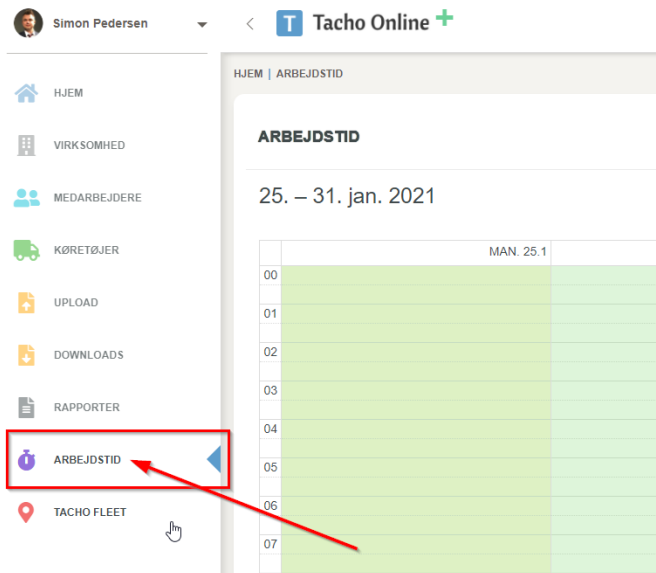 Simon Pedersen
T Tacho Online +
HJEM
VIRKSOMHED
MEDARBEJDERE
KØRETØJER
UPLOAD
DOWNLOADS
RAPPORTER
ARBEJDSTID
TACHO FLEET
HJEM | ARBEJDSTID
ARBEJDSTID
25. – 31. jan. 2021
MAN. 25.1
00
01
02
03
04
05
06
07